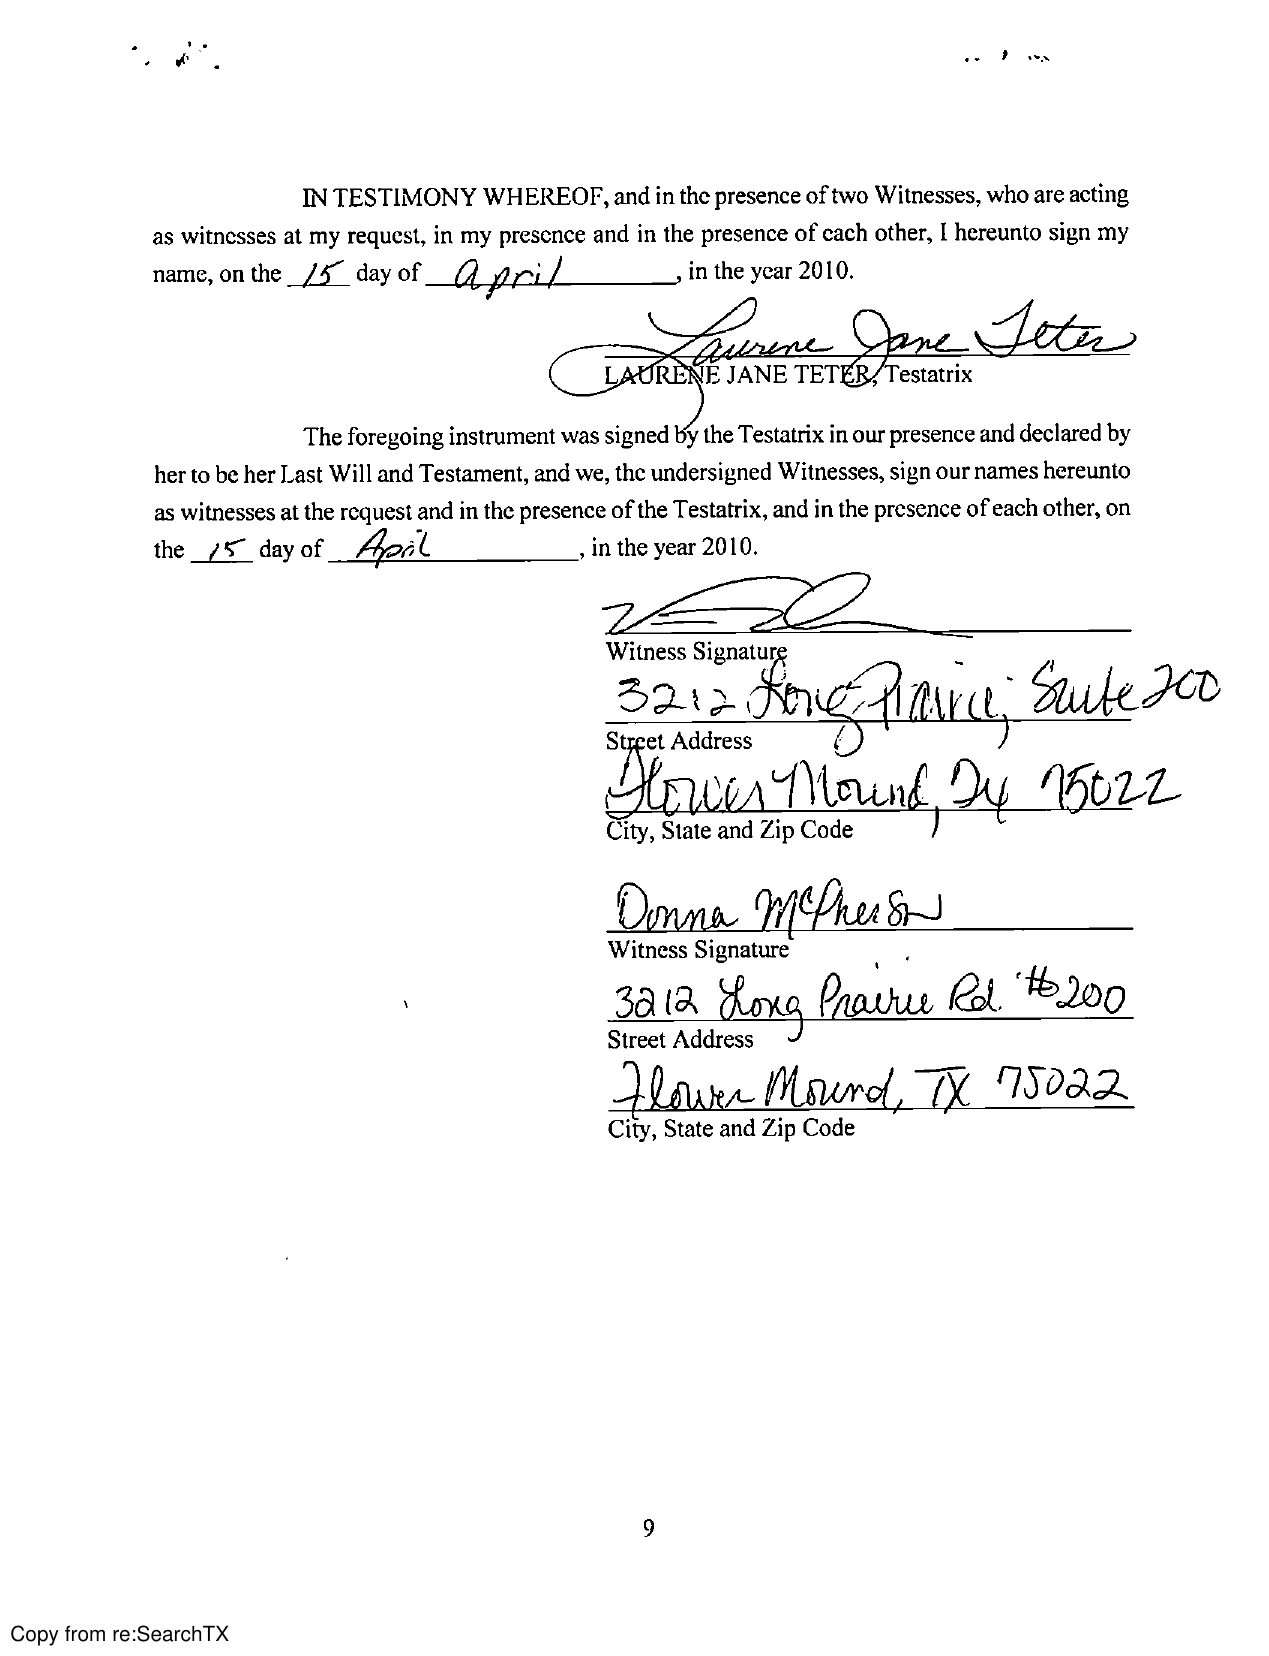 IN TESTIMONY WHEREOF, and in the presence of two Witnesses, who are acting
as witnesses at my request, in my presence and in the presence of each other, I hereunto sign my
name, on the 15 day of April, in the year 2010.
Laurene Jane Teter
LAURENE JANE TETER, Testatrix
The foregoing instrument was signed by the Testatrix in our presence and declared by
her to be her Last Will and Testament, and we, the undersigned Witnesses, sign our names hereunto
as witnesses at the request and in the presence of the Testatrix, and in the presence of each other, on
the 15 day of April, in the year 2010.
Witness Signature
3212 Long Prairie, Suite 200
Street Address
Flower Mound, Tx 75022
City, State and Zip Code
Donna McPherson
Witness Signature
3212 Long Prairie Rd. #200
Street Address
Flower Mound, TX 75022
City, State and Zip Code
9
Copy from re:SearchTX